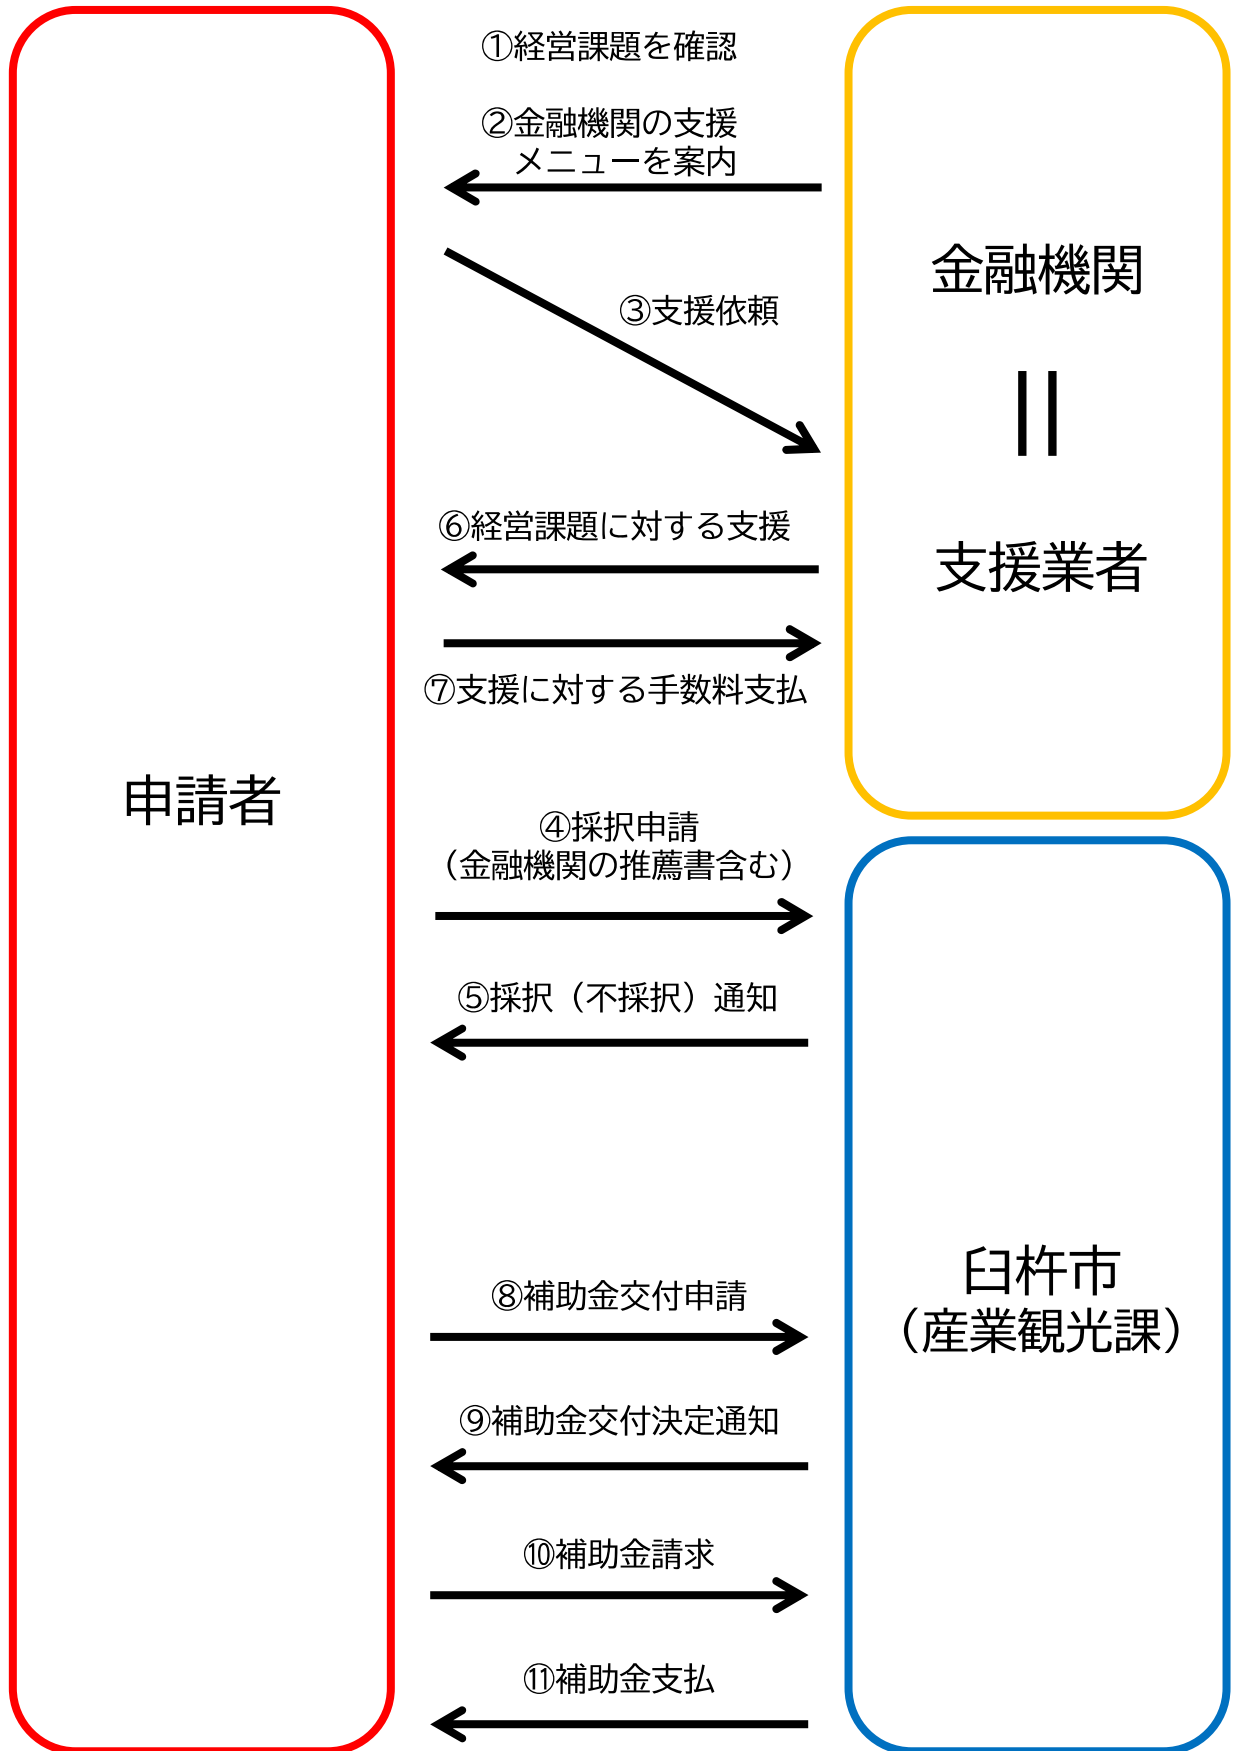 ①経営課題を確認
②金融機関の支援
メニューを案内
金融機関
③支援依頼
⑥経営課題に対する支援
支援業者
⑦支援に対する手数料支払
申請者
④採択申請
（金融機関の推薦書含む）
⑤採択（不採択）通知
臼杵市
（産業観光課）
⑧補助金交付申請
⑨補助金交付決定通知
⑩補助金請求
⑪補助金支払